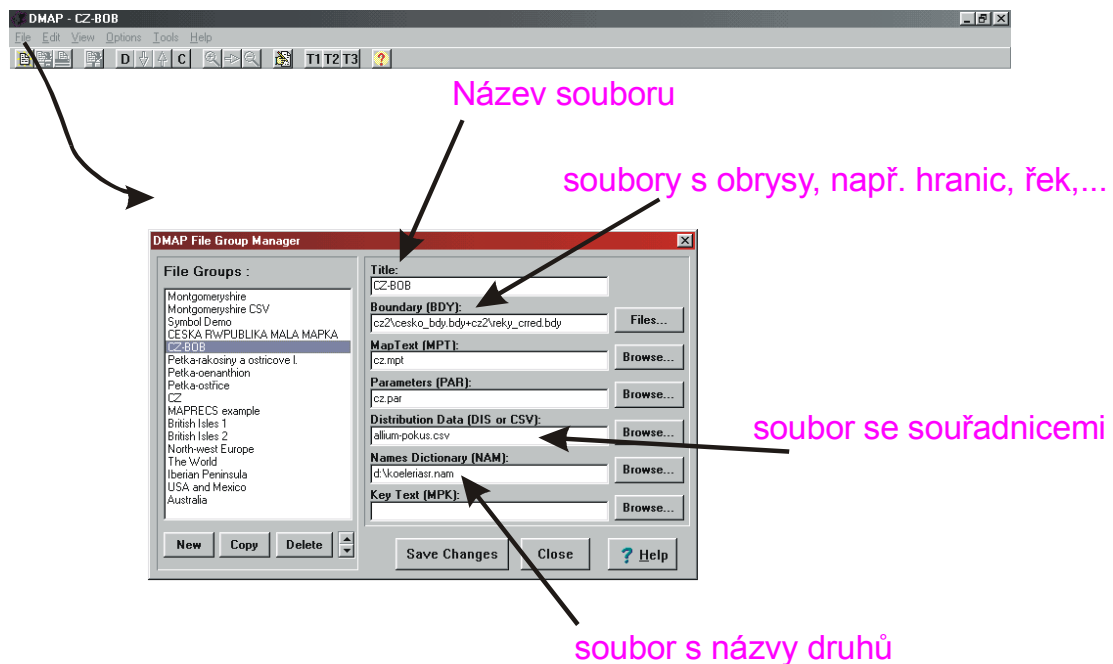 DMAP - CZ-BOB
File Edit View Options Tools Help
D C T1 T2 T3 ?
Název souboru
soubory s obrysy, např. hranic, řek,...
DMAP File Group Manager
File Groups :
Montgomeryshire
Montgomeryshire CSV
Symbol Demo
CESKA RWPUBLIKA MALA MAPKA
CZ-BOB
Petka-rakosiny a ostricove l.
Petka-oenanthion
Petka-ostřice
CZ
MAPRECS example
British Isles 1
British Isles 2
North-west Europe
The World
Iberian Peninsula
USA and Mexico
Australia
New Copy Delete
Title:
CZ-BOB
Boundary (BDY):
cz2\cesko_bdy.bdy+cz2\reky_crred.bdy Files...
MapText (MPT):
cz.mpt Browse...
Parameters (PAR):
cz.par Browse...
Distribution Data (DIS or CSV):
allium-pokus.csv Browse...
Names Dictionary (NAM):
d:\koeleriasr.nam Browse...
Key Text (MPK):
Browse...
Save Changes Close ? Help
soubor se souřadnicemi
soubor s názvy druhů